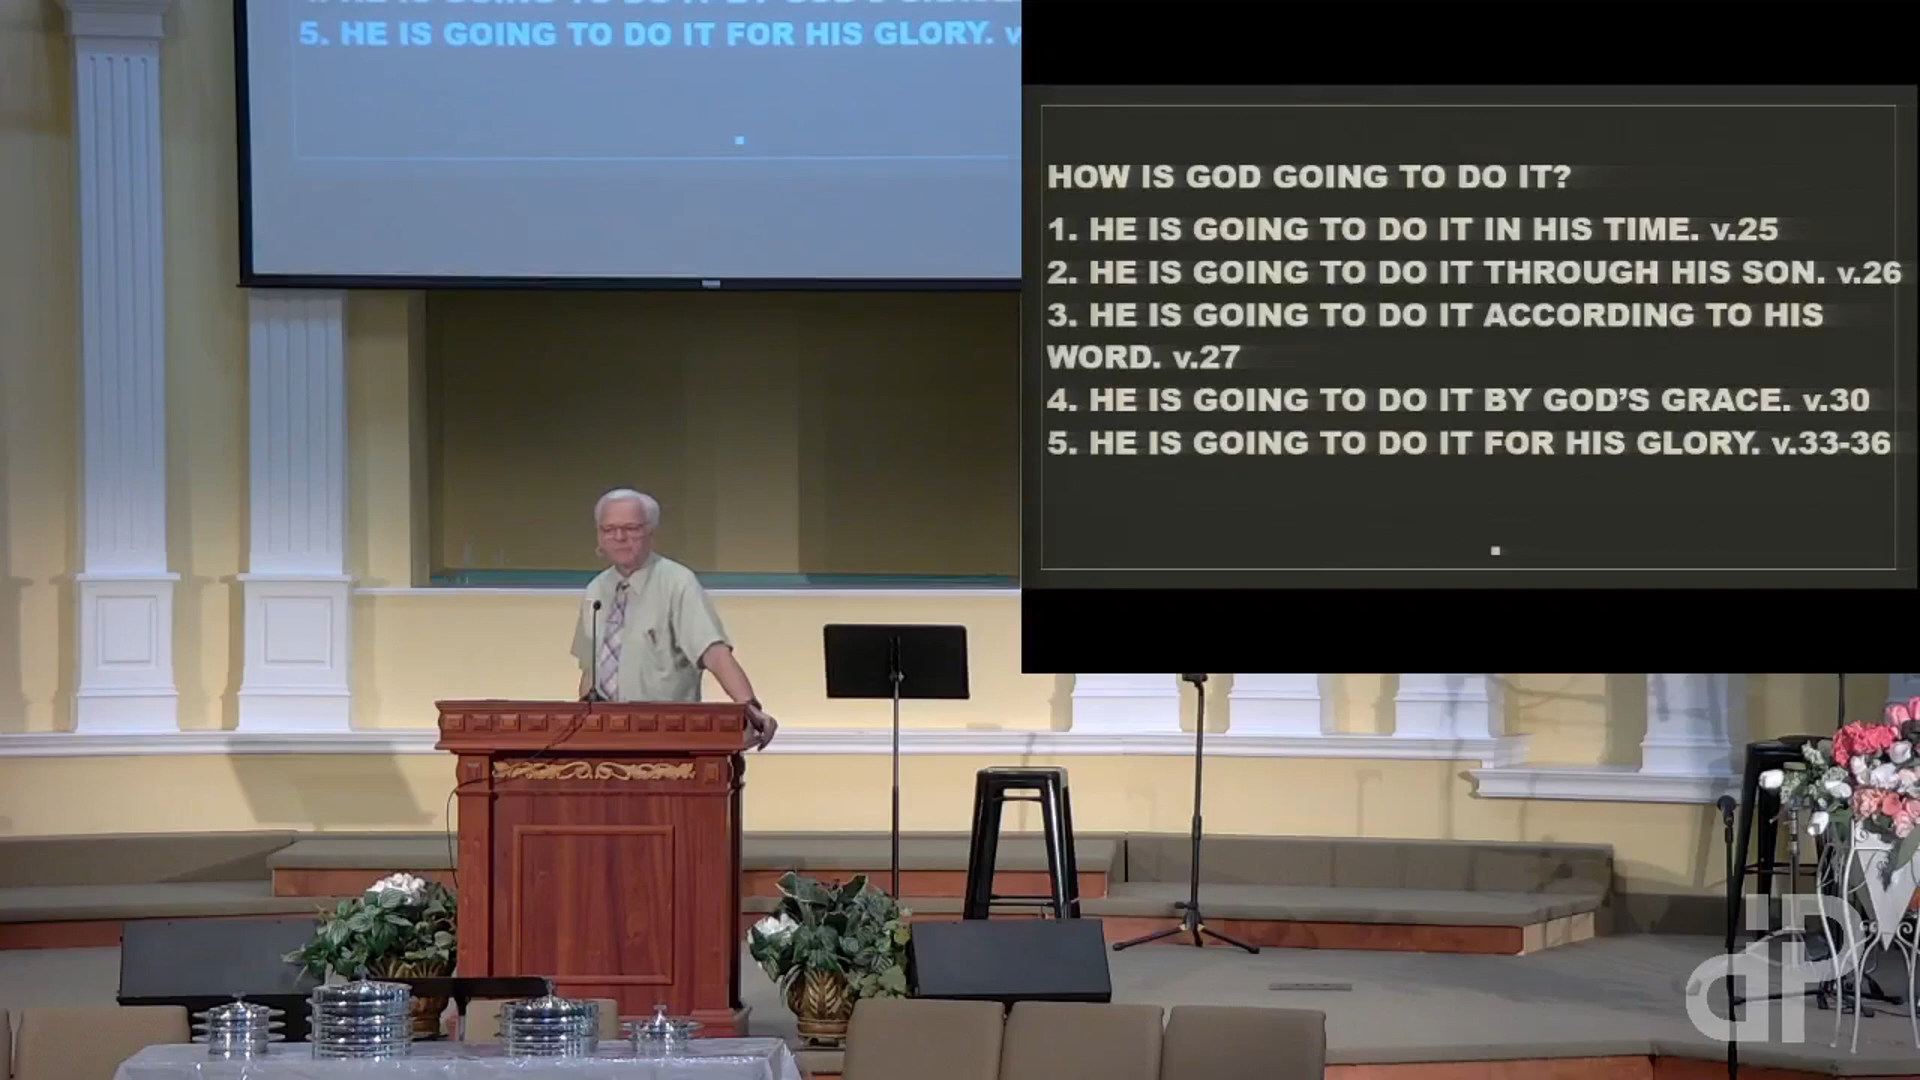 5. HE IS GOING TO DO IT FOR HIS GLORY. v
HOW IS GOD GOING TO DO IT?
1. HE IS GOING TO DO IT IN HIS TIME. v.25
2. HE IS GOING TO DO IT THROUGH HIS SON. v.26
3. HE IS GOING TO DO IT ACCORDING TO HIS
WORD. v.27
4. HE IS GOING TO DO IT BY GOD'S GRACE. v.30
5. HE IS GOING TO DO IT FOR HIS GLORY. v.33-36